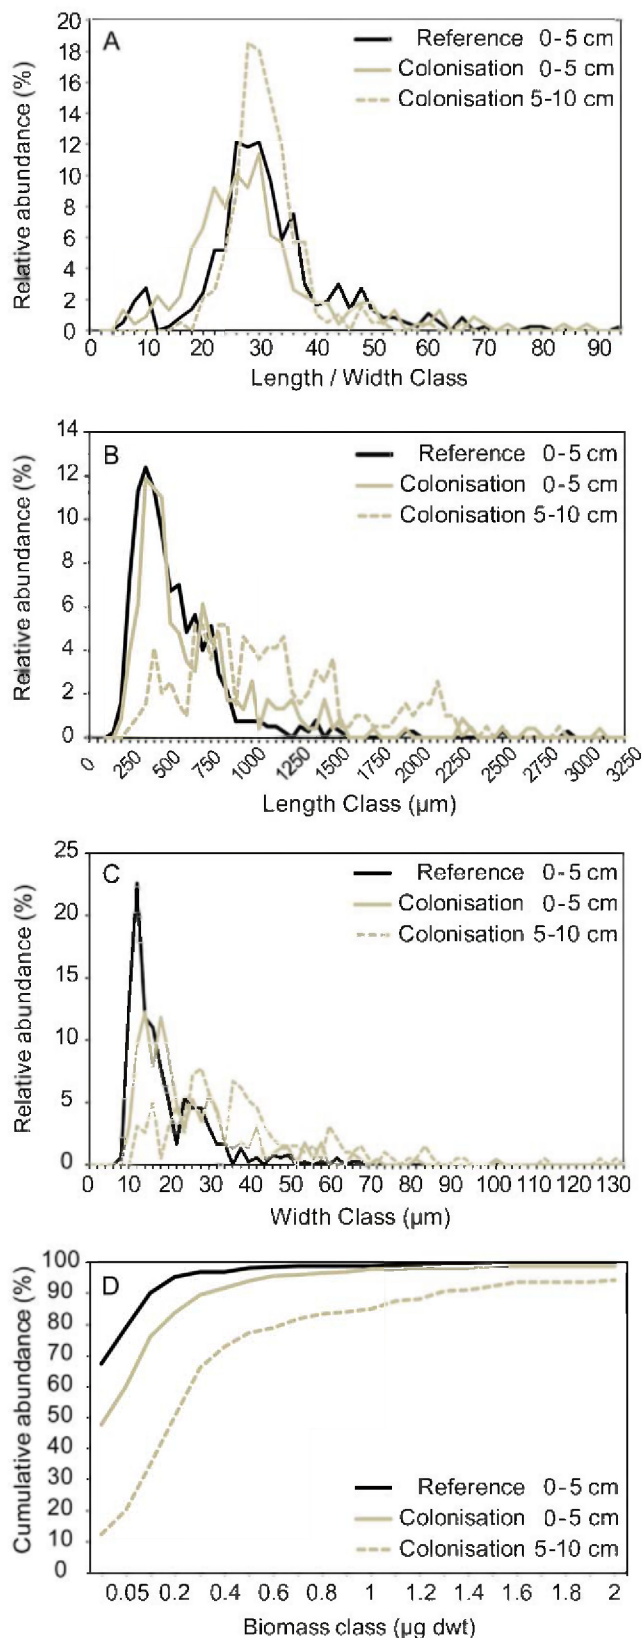 A
Reference 0-5 cm
Colonisation 0-5 cm
Colonisation 5-10 cm
Relative abundance (%)
20
18
16
14
12
10
8
6
4
2
0
0 10 20 30 40 50 60 70 80 90
Length / Width Class
B
Reference 0-5 cm
Colonisation 0-5 cm
Colonisation 5-10 cm
Relative abundance (%)
14
12
10
8
6
4
2
0
0 250 500 750 1000 1250 1500 1750 2000 2250 2500 2750 3000 3250
Length Class (µm)
C
Reference 0-5 cm
Colonisation 0-5 cm
Colonisation 5-10 cm
Relative abundance (%)
25
20
15
10
5
0
0 10 20 30 40 50 60 70 80 90 100 110 120 130
Width Class (µm)
D
Reference 0-5 cm
Colonisation 0-5 cm
Colonisation 5-10 cm
Cumulative abundance (%)
100
90
80
70
60
50
40
30
20
10
0
0.05 0.2 0.4 0.6 0.8 1 1.2 1.4 1.6 1.8 2
Biomass class (µg dwt)